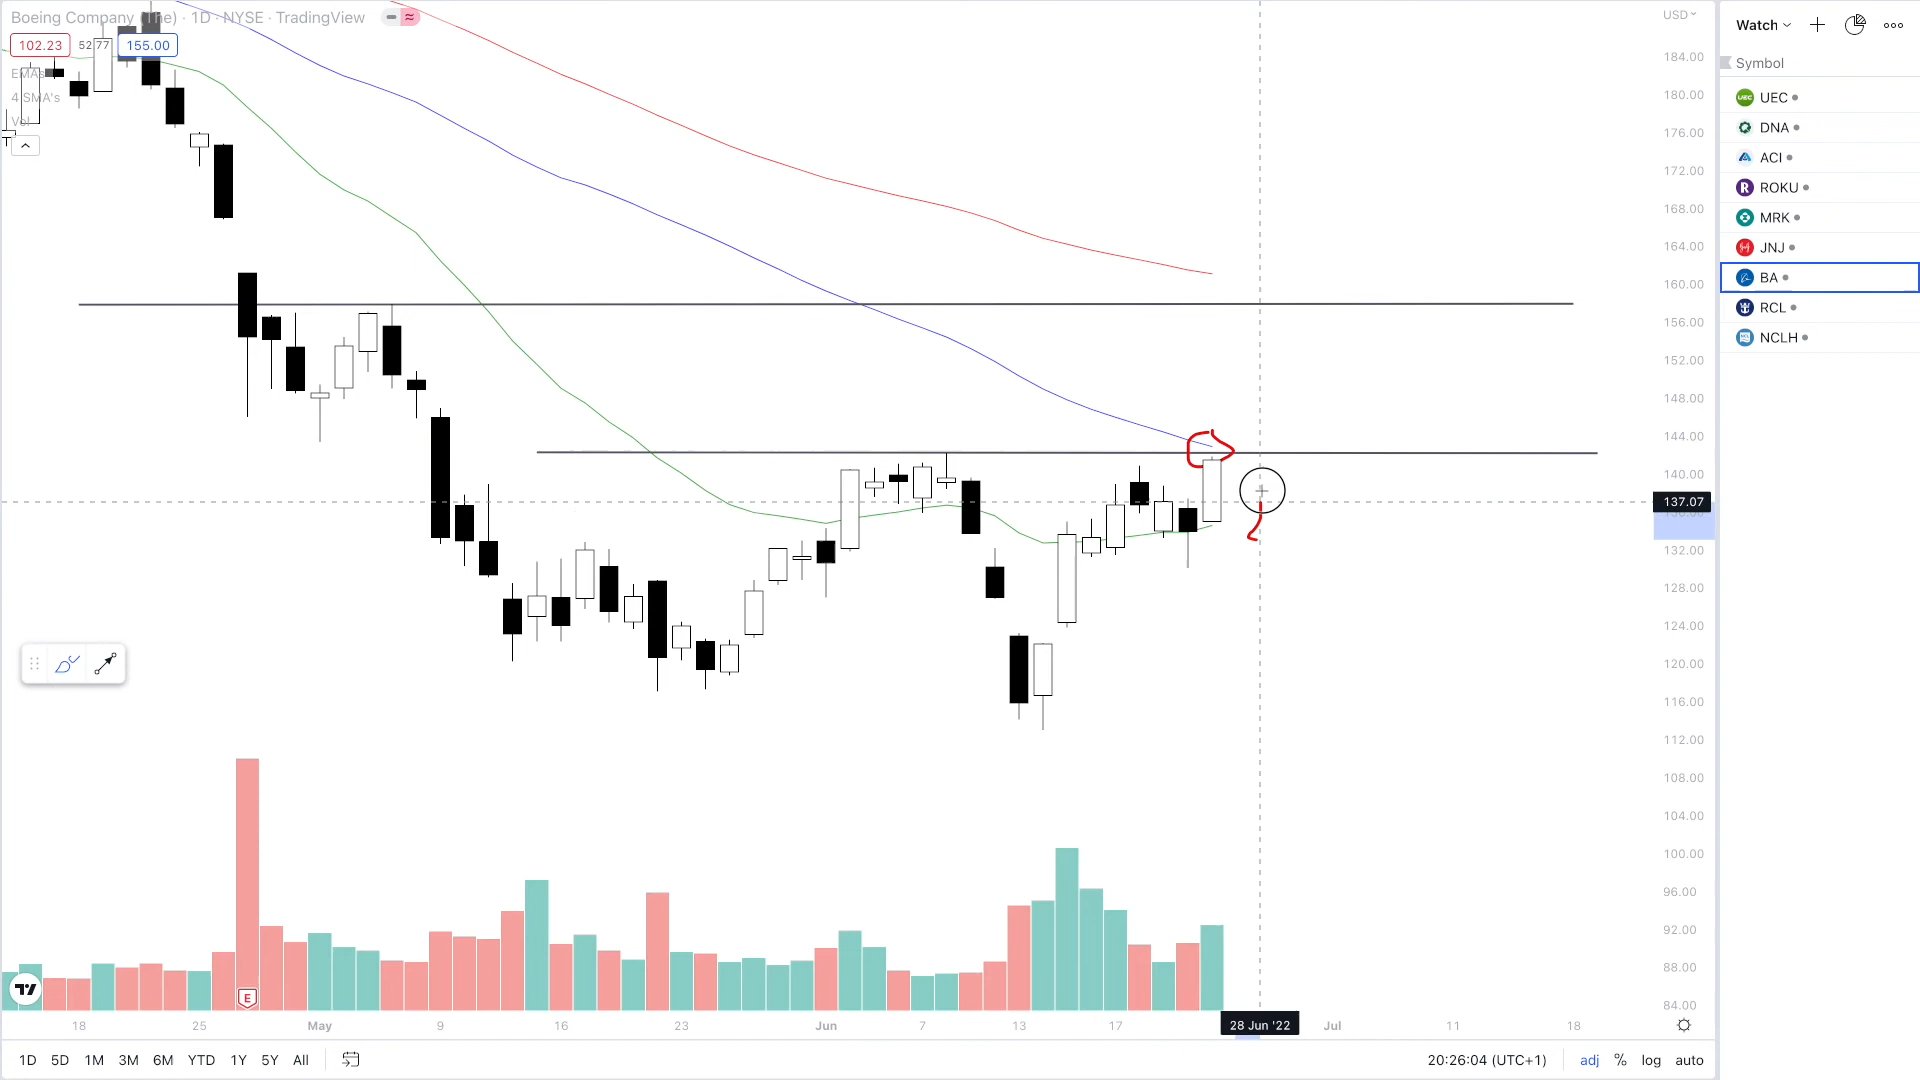 Boeing Company (The) · 1D · NYSE · TradingView
102.23 52.77 155.00
EMAs
4 SMA's
Vol
USD
184.00
180.00
176.00
172.00
168.00
164.00
160.00
156.00
152.00
148.00
144.00
140.00
137.07
132.00
128.00
124.00
120.00
116.00
112.00
108.00
104.00
100.00
96.00
92.00
88.00
84.00
E
18 25 May 9 16 23 Jun 7 13 17 28 Jun '22 Jul 11 18
1D 5D 1M 3M 6M YTD 1Y 5Y All
20:26:04 (UTC+1) adj % log auto
Watch
Symbol
UEC
DNA
ACI
R ROKU
MRK
JNJ
BA
RCL
NCLH